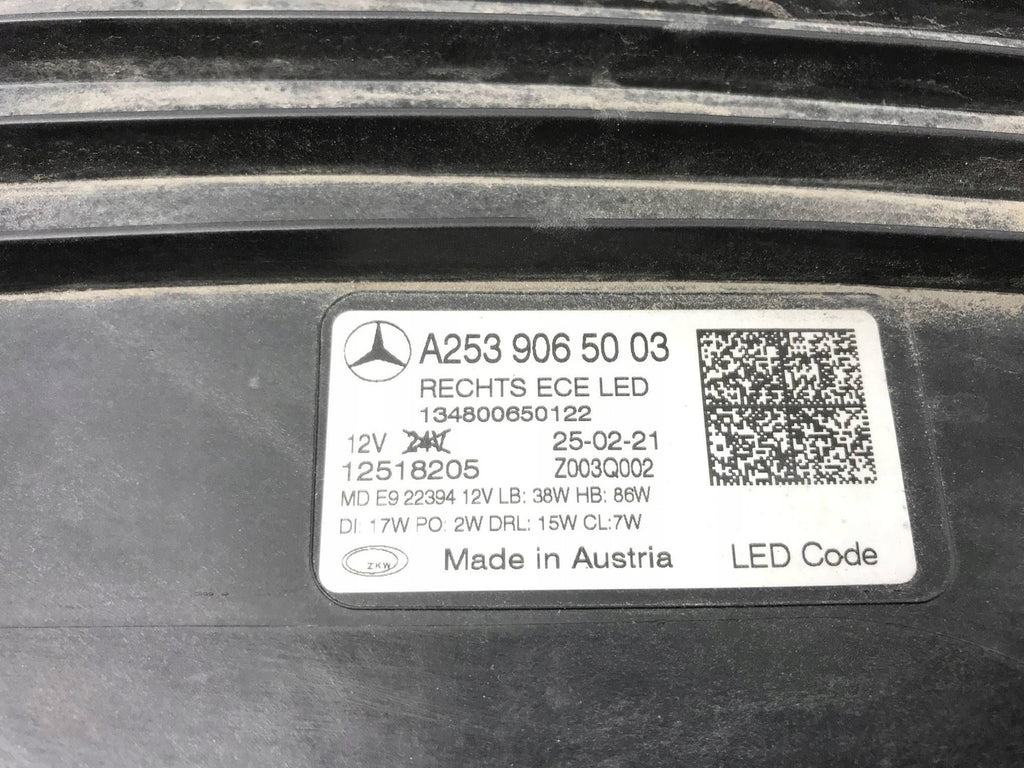 A253 906 50 03
RECHTS ECE LED
134800650122
12V 24V 25-02-21
12518205 Z003Q002
MD E9 22394 12V LB: 38W HB: 86W
DI: 17W PO: 2W DRL: 15W CL:7W
ZKW Made in Austria LED Code